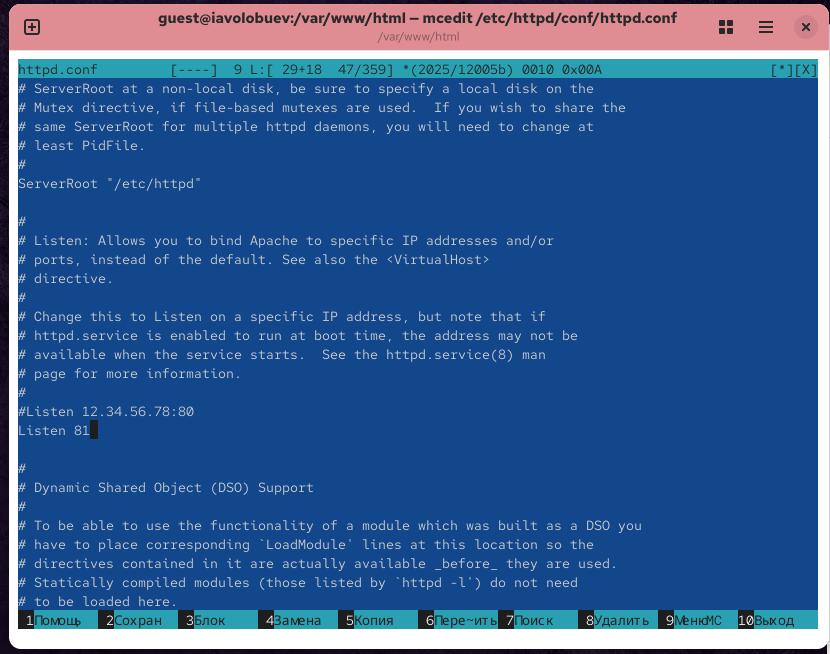 guest@iavolobuev:/var/www/html — mcedit /etc/httpd/conf/httpd.conf
/var/www/html
httpd.conf         [----]  9 L:[ 29+18  47/359] *(2025/12005b) 0010 0x00A                     [*][X]
# ServerRoot at a non-local disk, be sure to specify a local disk on the
# Mutex directive, if file-based mutexes are used.  If you wish to share the
# same ServerRoot for multiple httpd daemons, you will need to change at
# least PidFile.
#
ServerRoot "/etc/httpd"

#
# Listen: Allows you to bind Apache to specific IP addresses and/or
# ports, instead of the default. See also the <VirtualHost>
# directive.
#
# Change this to Listen on a specific IP address, but note that if
# httpd.service is enabled to run at boot time, the address may not be
# available when the service starts.  See the httpd.service(8) man
# page for more information.
#
#Listen 12.34.56.78:80
Listen 81

#
# Dynamic Shared Object (DSO) Support
#
# To be able to use the functionality of a module which was built as a DSO you
# have to place corresponding `LoadModule' lines at this location so the
# directives contained in it are actually available _before_ they are used.
# Statically compiled modules (those listed by `httpd -l') do not need
# to be loaded here.
1Помощь 2Сохран 3Блок 4Замена 5Копия 6Пере~ить 7Поиск 8Удалить 9МенюMC 10Выход